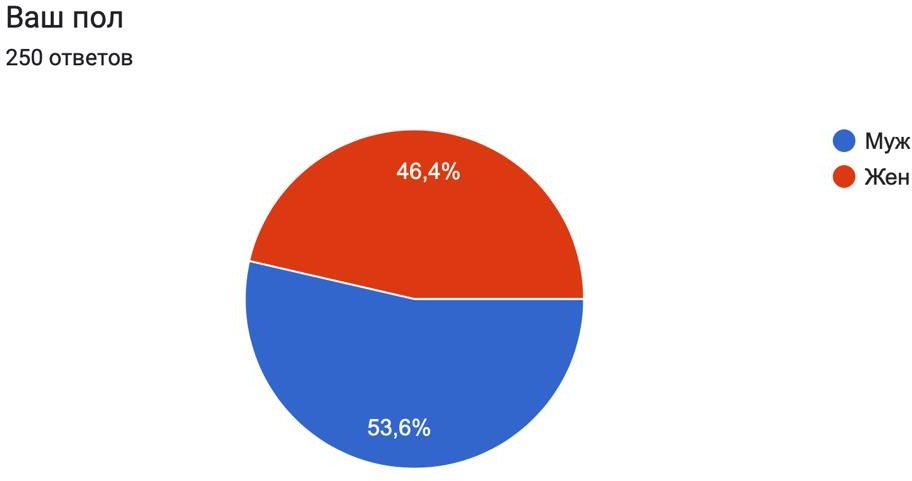 Ваш пол
250 ответов
Муж
Жен
46,4%
53,6%